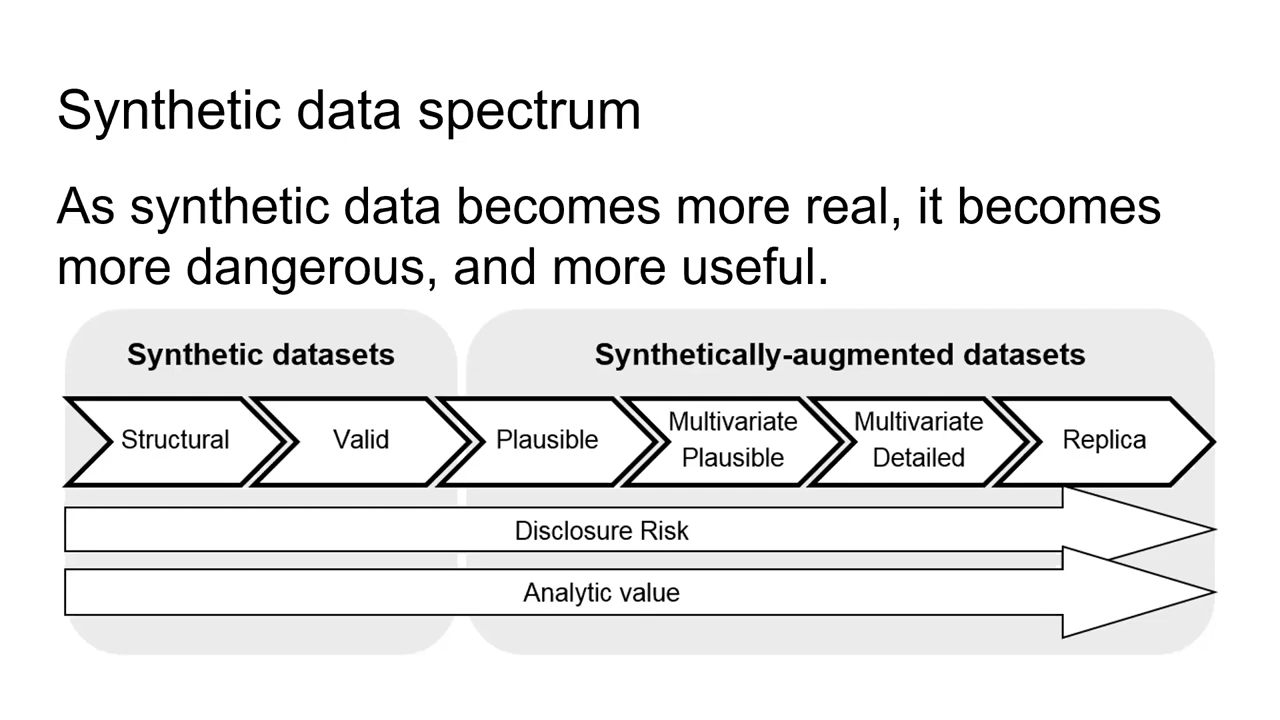 Synthetic data spectrum
As synthetic data becomes more real, it becomes
more dangerous, and more useful.
Synthetic datasets
Synthetically-augmented datasets
Structural
Valid
Plausible
Multivariate
Plausible
Multivariate
Detailed
Replica
Disclosure Risk
Analytic value